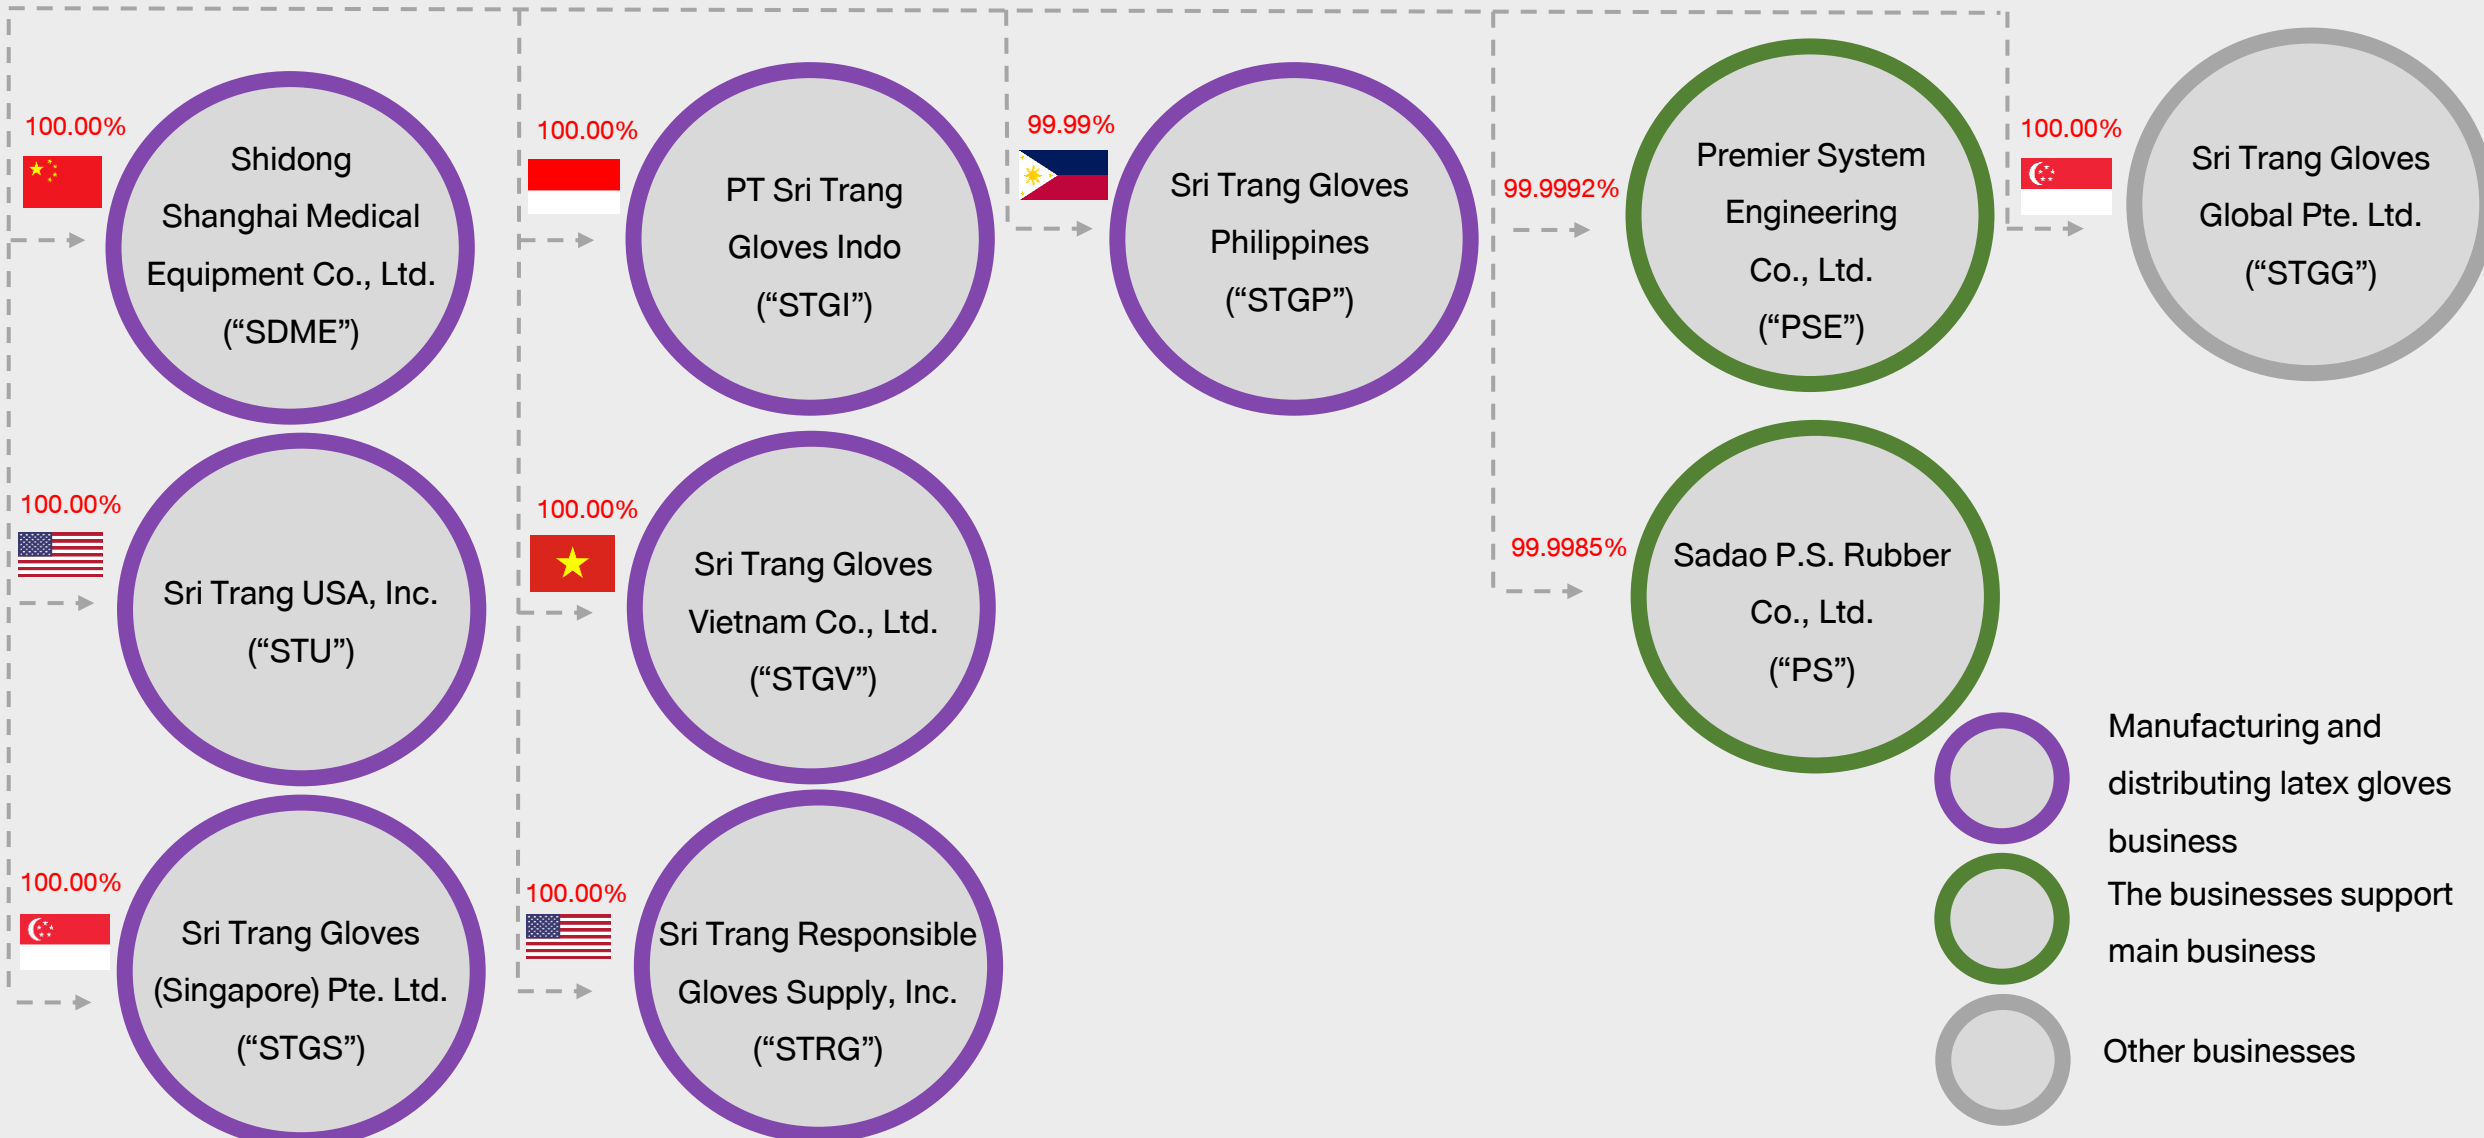 100.00%
Shidong
Shanghai Medical
Equipment Co., Ltd.
(“SDME”)
100.00%
Sri Trang USA, Inc.
(“STU”)
100.00%
Sri Trang Gloves
(Singapore) Pte. Ltd.
(“STGS”)
100.00%
PT Sri Trang
Gloves Indo
(“STGI”)
100.00%
Sri Trang Gloves
Vietnam Co., Ltd.
(“STGV”)
100.00%
Sri Trang Responsible
Gloves Supply, Inc.
(“STRG”)
99.99%
Sri Trang Gloves
Philippines
(“STGP”)
99.9992%
Premier System
Engineering
Co., Ltd.
(“PSE”)
99.9985%
Sadao P.S. Rubber
Co., Ltd.
(“PS”)
100.00%
Sri Trang Gloves
Global Pte. Ltd.
(“STGG”)
Manufacturing and
distributing latex gloves
business
The businesses support
main business
Other businesses